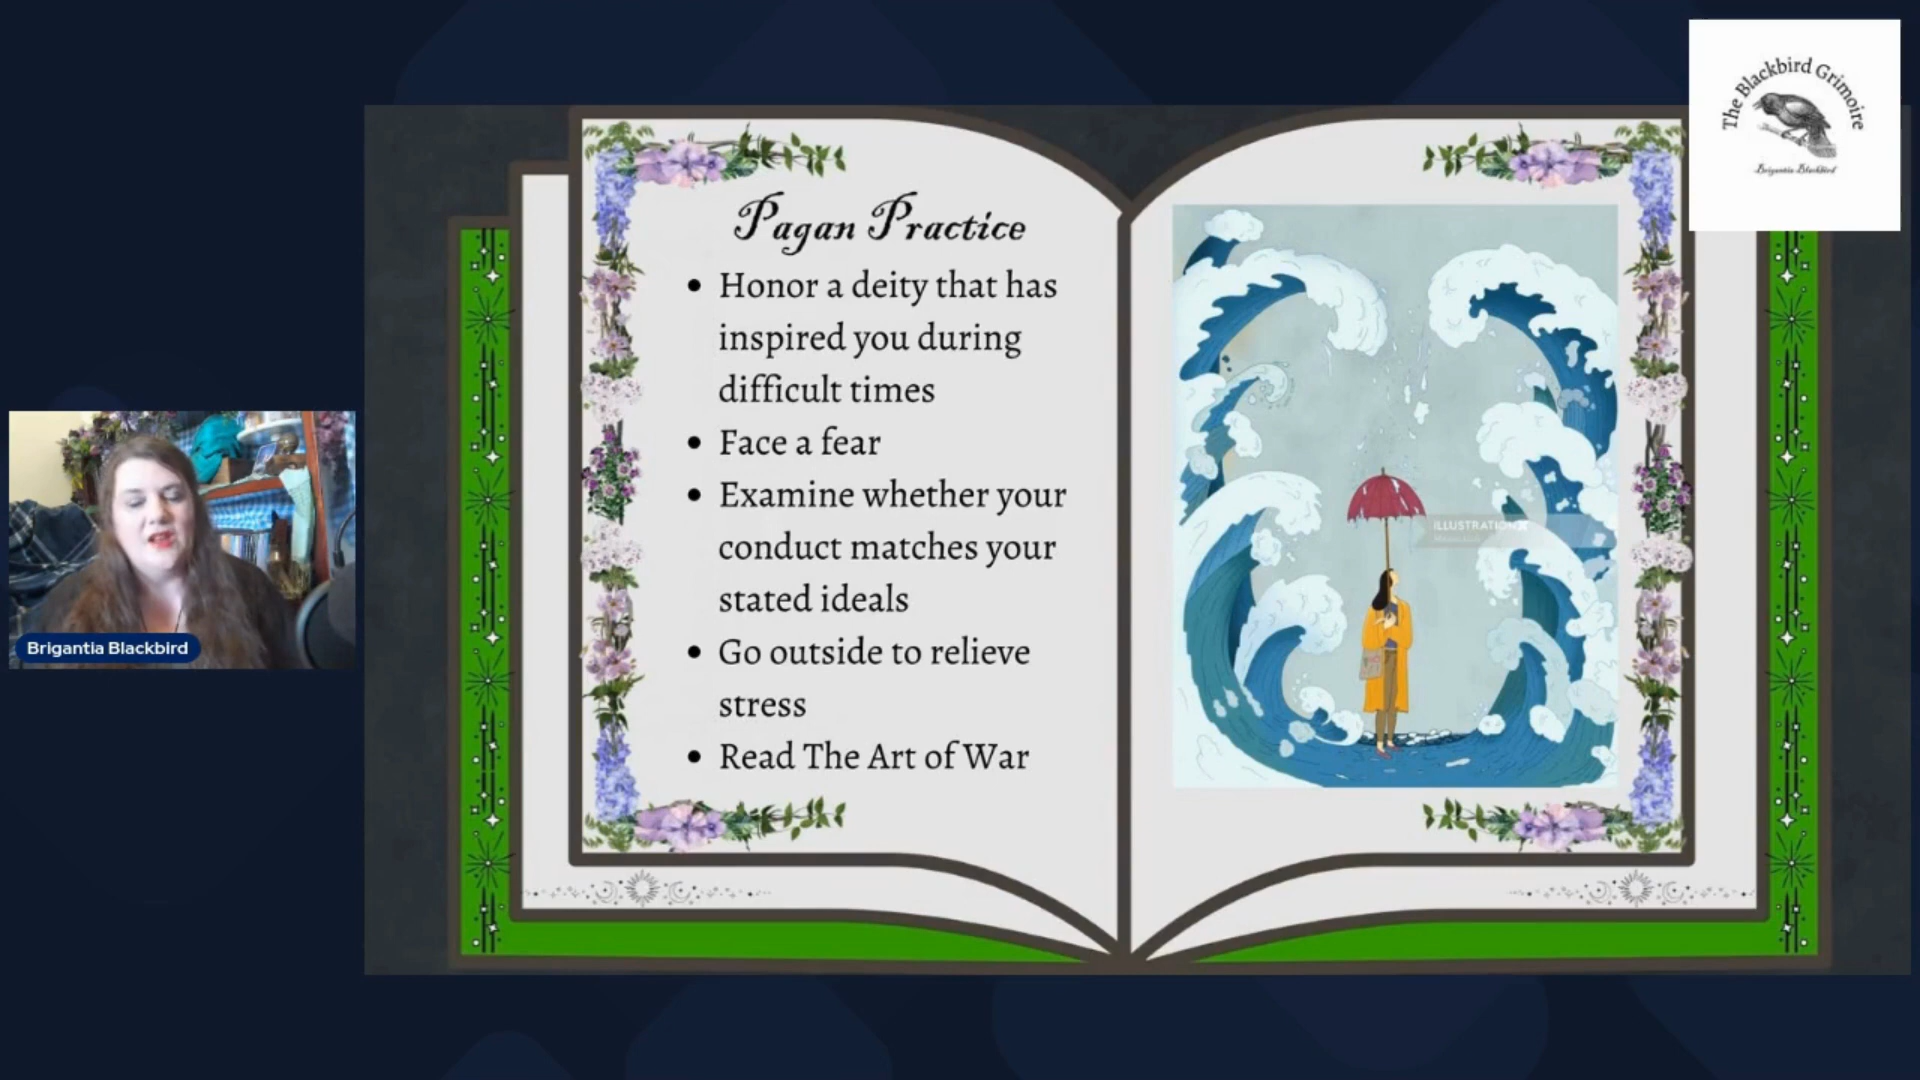 The Blackbird Grimoire
Brigantia Blackbird
Pagan Practice
Honor a deity that has
inspired you during
difficult times
Face a fear
Examine whether your
conduct matches your
stated ideals
Go outside to relieve
stress
Read The Art of War
ILLUSTRATIONX
Brigantia Blackbird